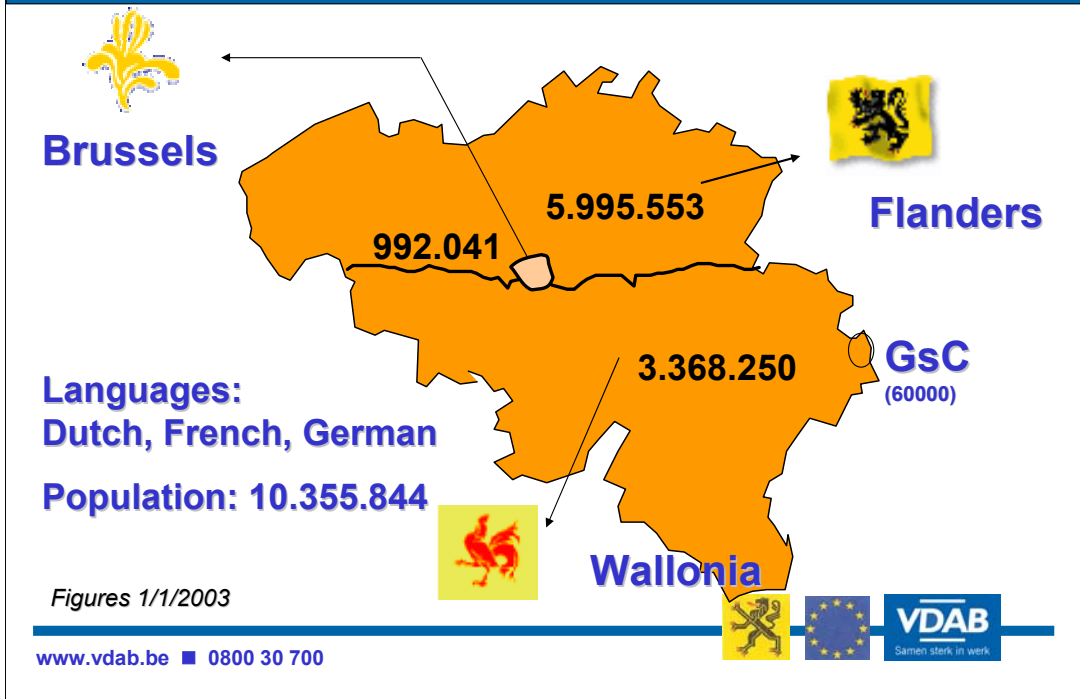 Brussels
5.995.553
Flanders
992.041
3.368.250
GsC
(60000)
Languages:
Dutch, French, German
Population: 10.355.844
Wallonia
Figures 1/1/2003
VDAB
Samen sterk in werk
www.vdab.be ■ 0800 30 700